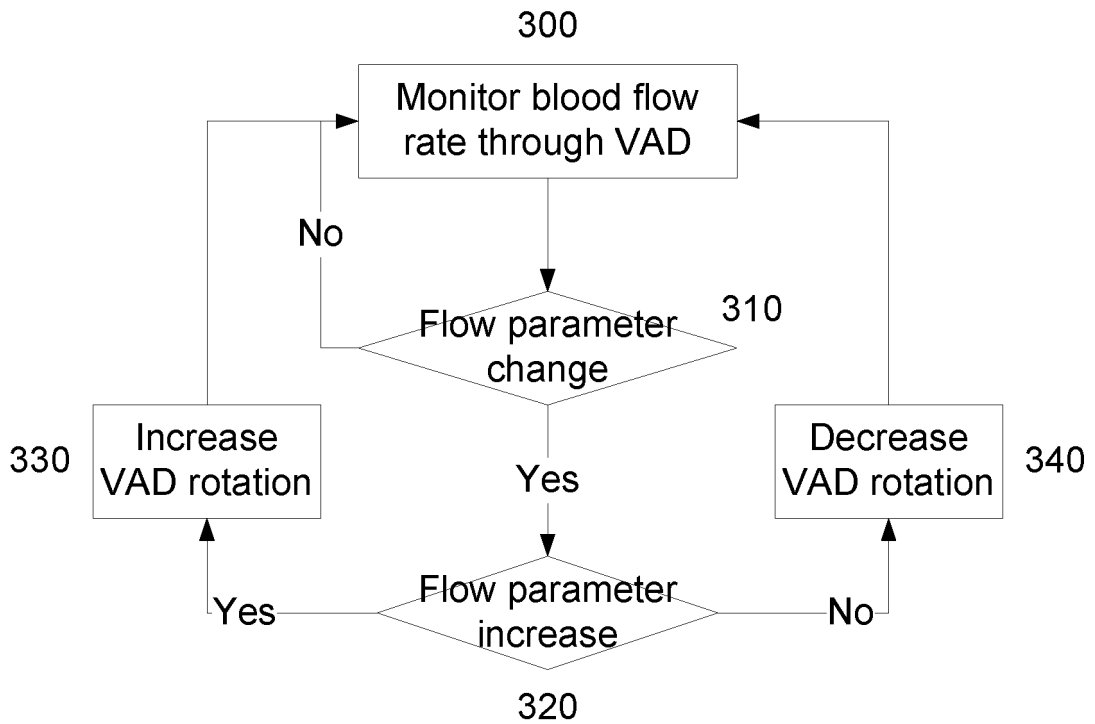 300
Monitor blood flow
rate through VAD
No
Flow parameter
change
310
Yes
330
Increase
VAD rotation
Decrease
VAD rotation
340
Yes
Flow parameter
increase
No
320